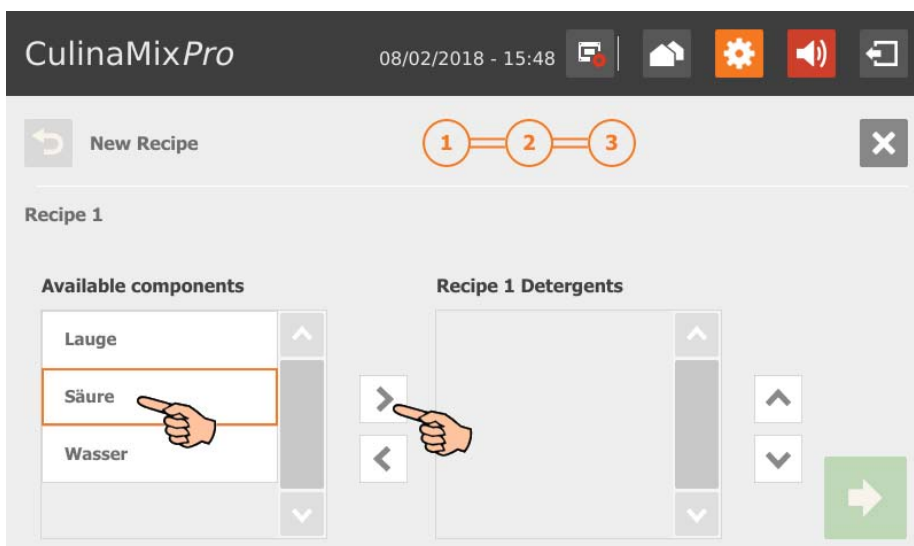 CulinaMixPro
08/02/2018 - 15:48
New Recipe
1 2 3
Recipe 1
Available components
Recipe 1 Detergents
Lauge
Säure
Wasser